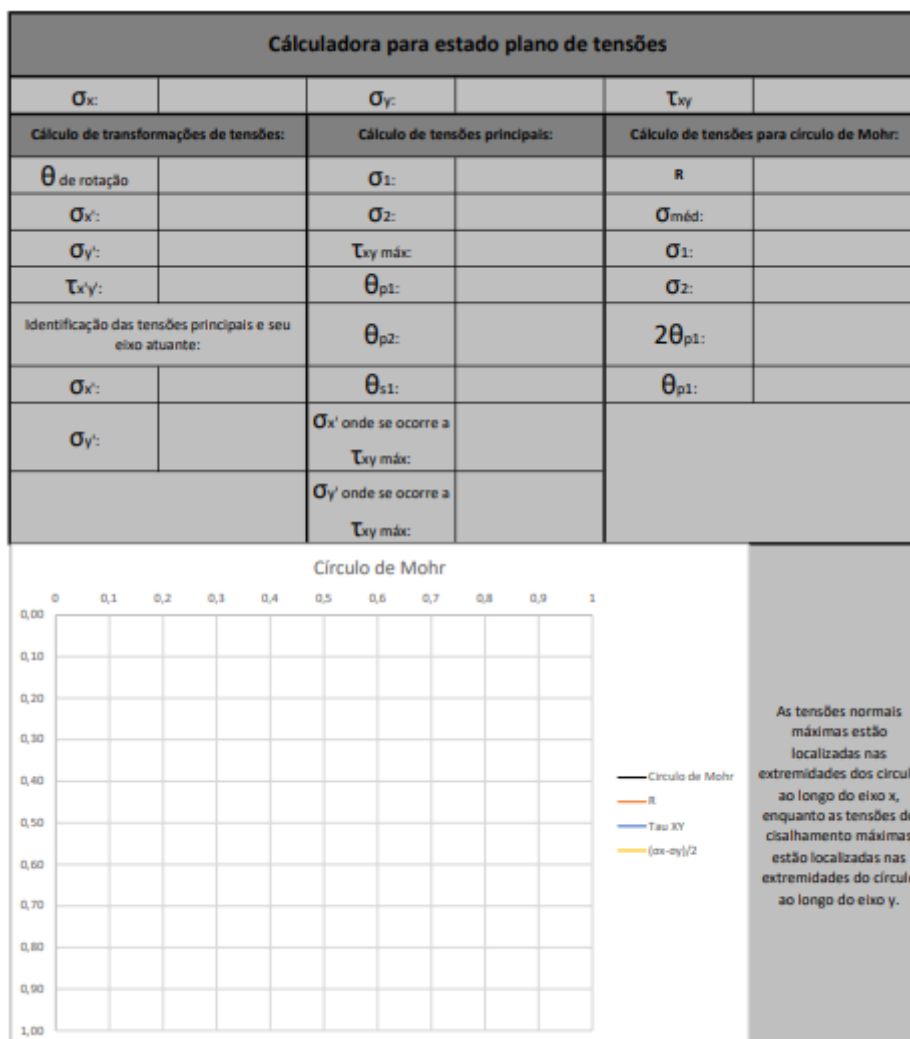 Cálculadora para estado plano de tensões
σx: σy: τxy
Cálculo de transformações de tensões: Cálculo de tensões principais: Cálculo de tensões para círculo de Mohr:
θ de rotação σ1: R
σx': σ2: σméd:
σy': τxy máx: σ1:
τx'y': θp1: σ2:
Identificação das tensões principais e seu
eixo atuante:
θp2: 2θp1:
σx': θs1: θp1:
σy':
σx' onde se ocorre a
τxy máx:
σy' onde se ocorre a
τxy máx:
Círculo de Mohr
0 0,1 0,2 0,3 0,4 0,5 0,6 0,7 0,8 0,9 1
0,00
0,10
0,20
0,30
0,40
0,50
0,60
0,70
0,80
0,90
1,00
Círculo de Mohr
R
Tau XY
(σx-σy)/2
As tensões normais
máximas estão
localizadas nas
extremidades dos
ao longo do eixo x,
enquanto as tensões
cisalhamento máximas
estão localizadas nas
extremidades do
ao longo do eixo y.